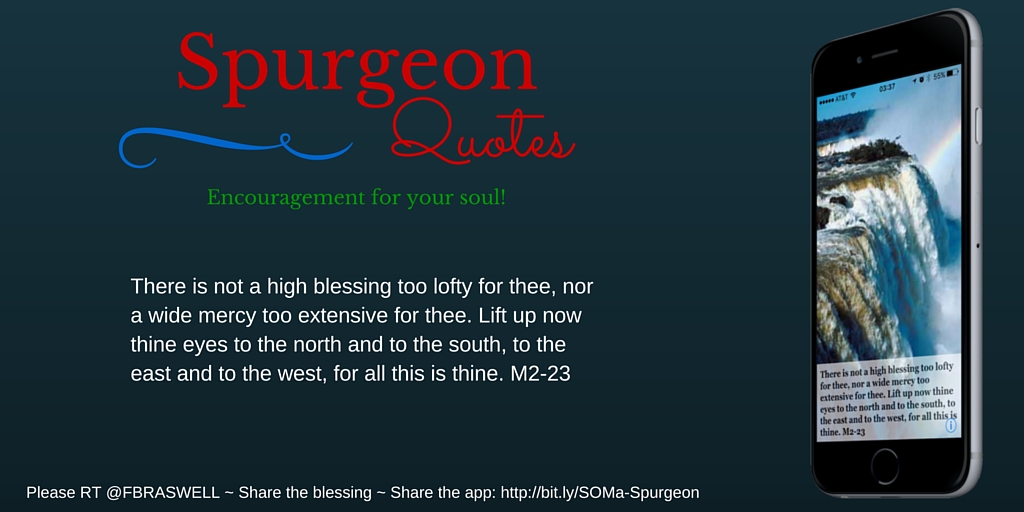 Spurgeon
Quotes
Encouragement for your soul!
There is not a high blessing too lofty for thee, nor
a wide mercy too extensive for thee. Lift up now
thine eyes to the north and to the south, to the
east and to the west, for all this is thine. M2-23
Please RT @FBRASWELL ~ Share the blessing ~ Share the app: http://bit.ly/SOMa-Spurgeon
AT&T 03:37 55%
There is not a high blessing too lofty
for thee, nor a wide mercy too
extensive for thee. Lift up now thine
eyes to the north and to the south, to
the east and to the west, for all this is
thine. M2-23